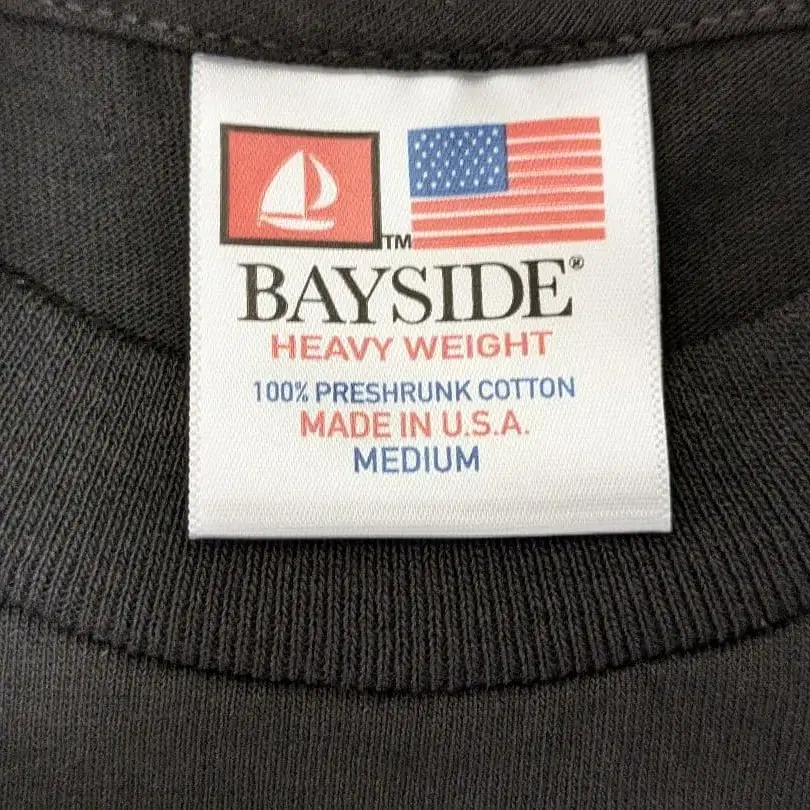 TM
BAYSIDE®
HEAVY WEIGHT
100% PRESHRUNK COTTON
MADE IN U.S.A.
MEDIUM